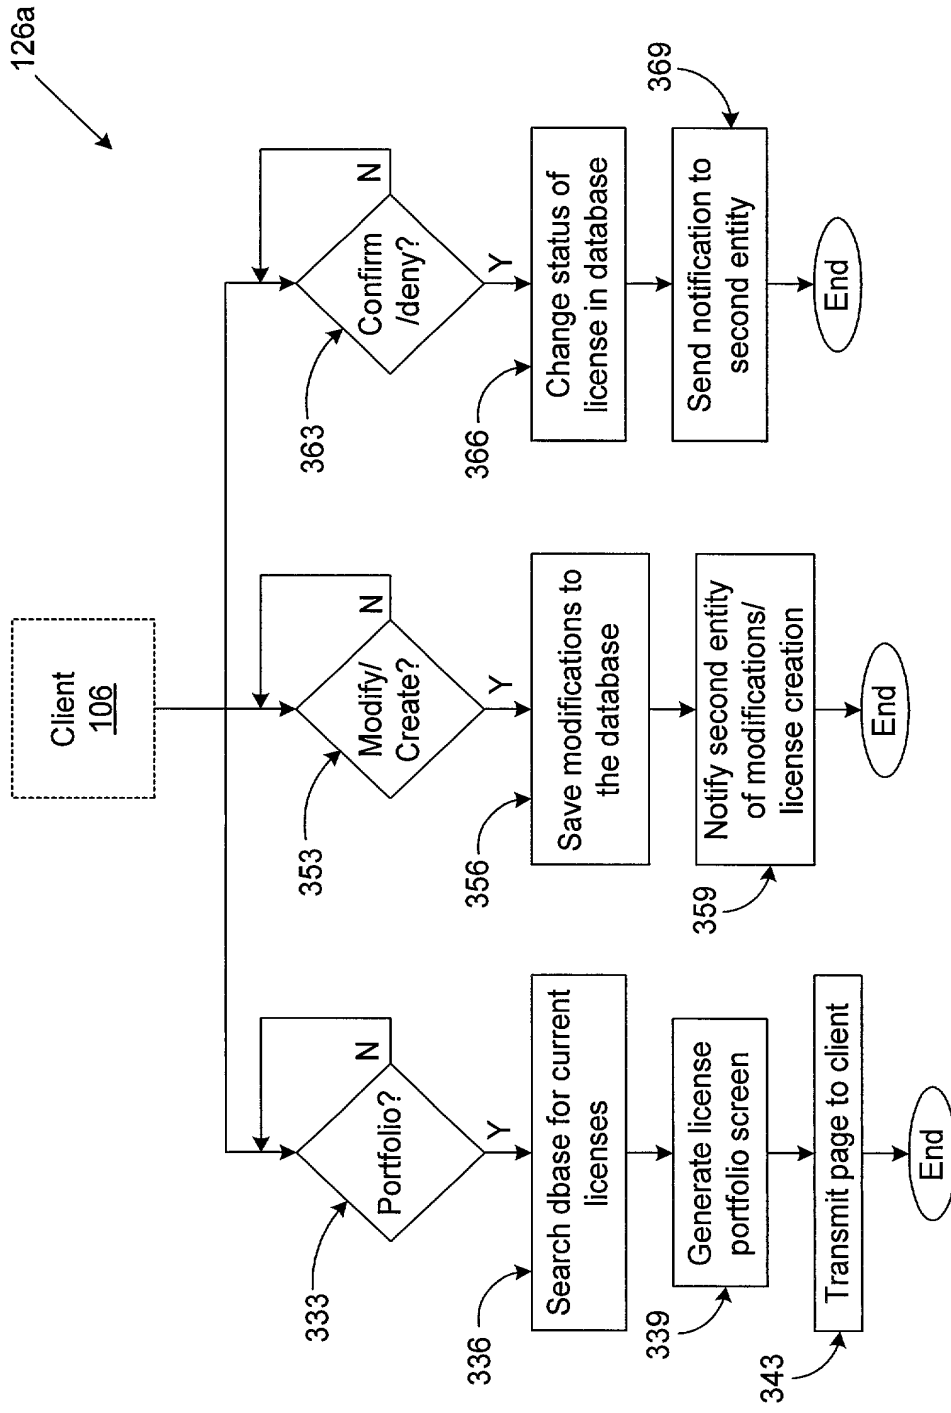 126a
Client
106
Portfolio?
N
Y
333
Search dbase for current
licenses
336
Generate license
portfolio screen
339
Transmit page to client
343
End
Modify/
Create?
N
Y
353
Save modifications to
the database
356
Notify second entity
of modifications/
license creation
359
End
Confirm
/deny?
N
Y
363
Change status of
license in database
366
Send notification to
second entity
369
End